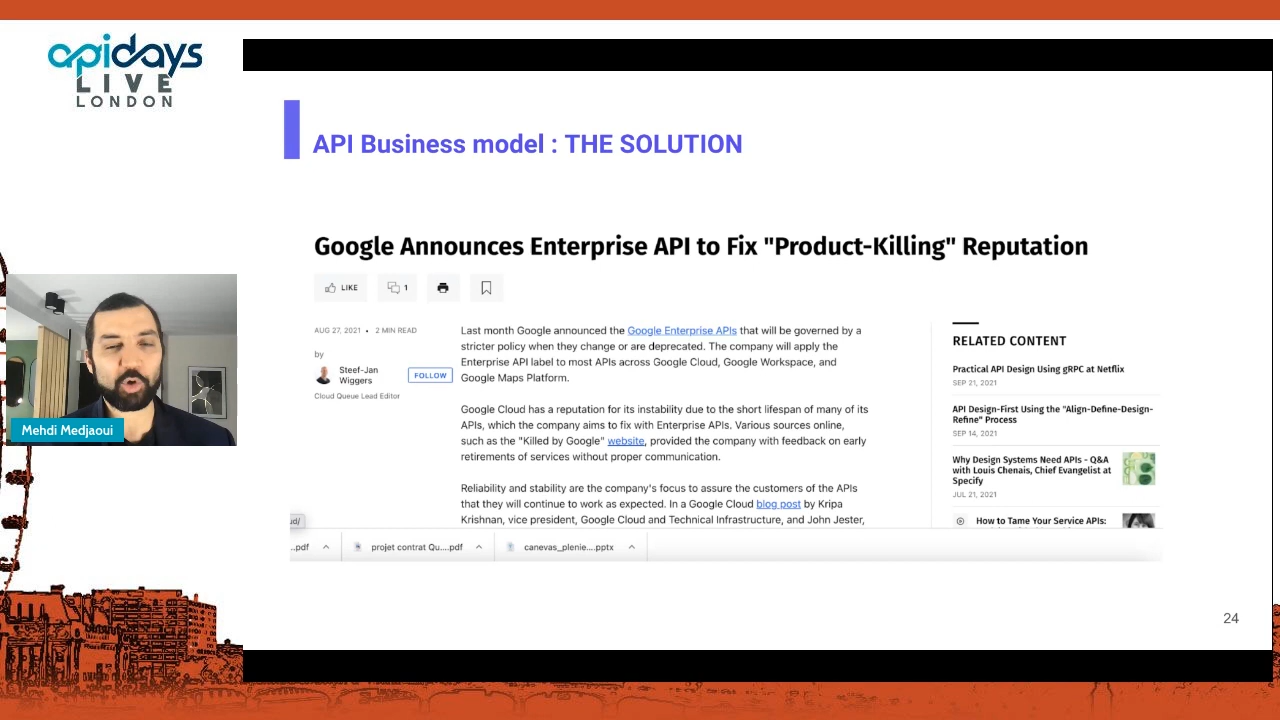 apidays
LIVE
LONDON
API Business model : THE SOLUTION
Google Announces Enterprise API to Fix "Product-Killing" Reputation
LIKE
1
AUG 27, 2021 • 2 MIN READ
by
Steef-Jan
Wiggers
FOLLOW
Cloud Queue Lead Editor
Last month Google announced the Google Enterprise APIs that will be governed by a
stricter policy when they change or are deprecated. The company will apply the
Enterprise API label to most APIs across Google Cloud, Google Workspace, and
Google Maps Platform.
Google Cloud has a reputation for its instability due to the short lifespan of many of its
APIs, which the company aims to fix with Enterprise APIs. Various sources online,
such as the "Killed by Google" website, provided the company with feedback on early
retirements of services without proper communication.
Reliability and stability are the company's focus to assure the customers of the APIs
that they will continue to work as expected. In a Google Cloud blog post by Kripa
Krishnan, vice president, Google Cloud and Technical Infrastructure, and John Jester,
RELATED CONTENT
Practical API Design Using gRPC at Netflix
SEP 21, 2021
API Design-First Using the "Align-Define-Design-
Refine" Process
SEP 14, 2021
Why Design Systems Need APIs - Q&A
with Louis Chenais, Chief Evangelist at
Specify
JUL 21, 2021
How to Tame Your Service APIs:
ud/
...pdf
projet contrat Qu....pdf
canevas_plenie....pptx
Mehdi Medjaoui
24